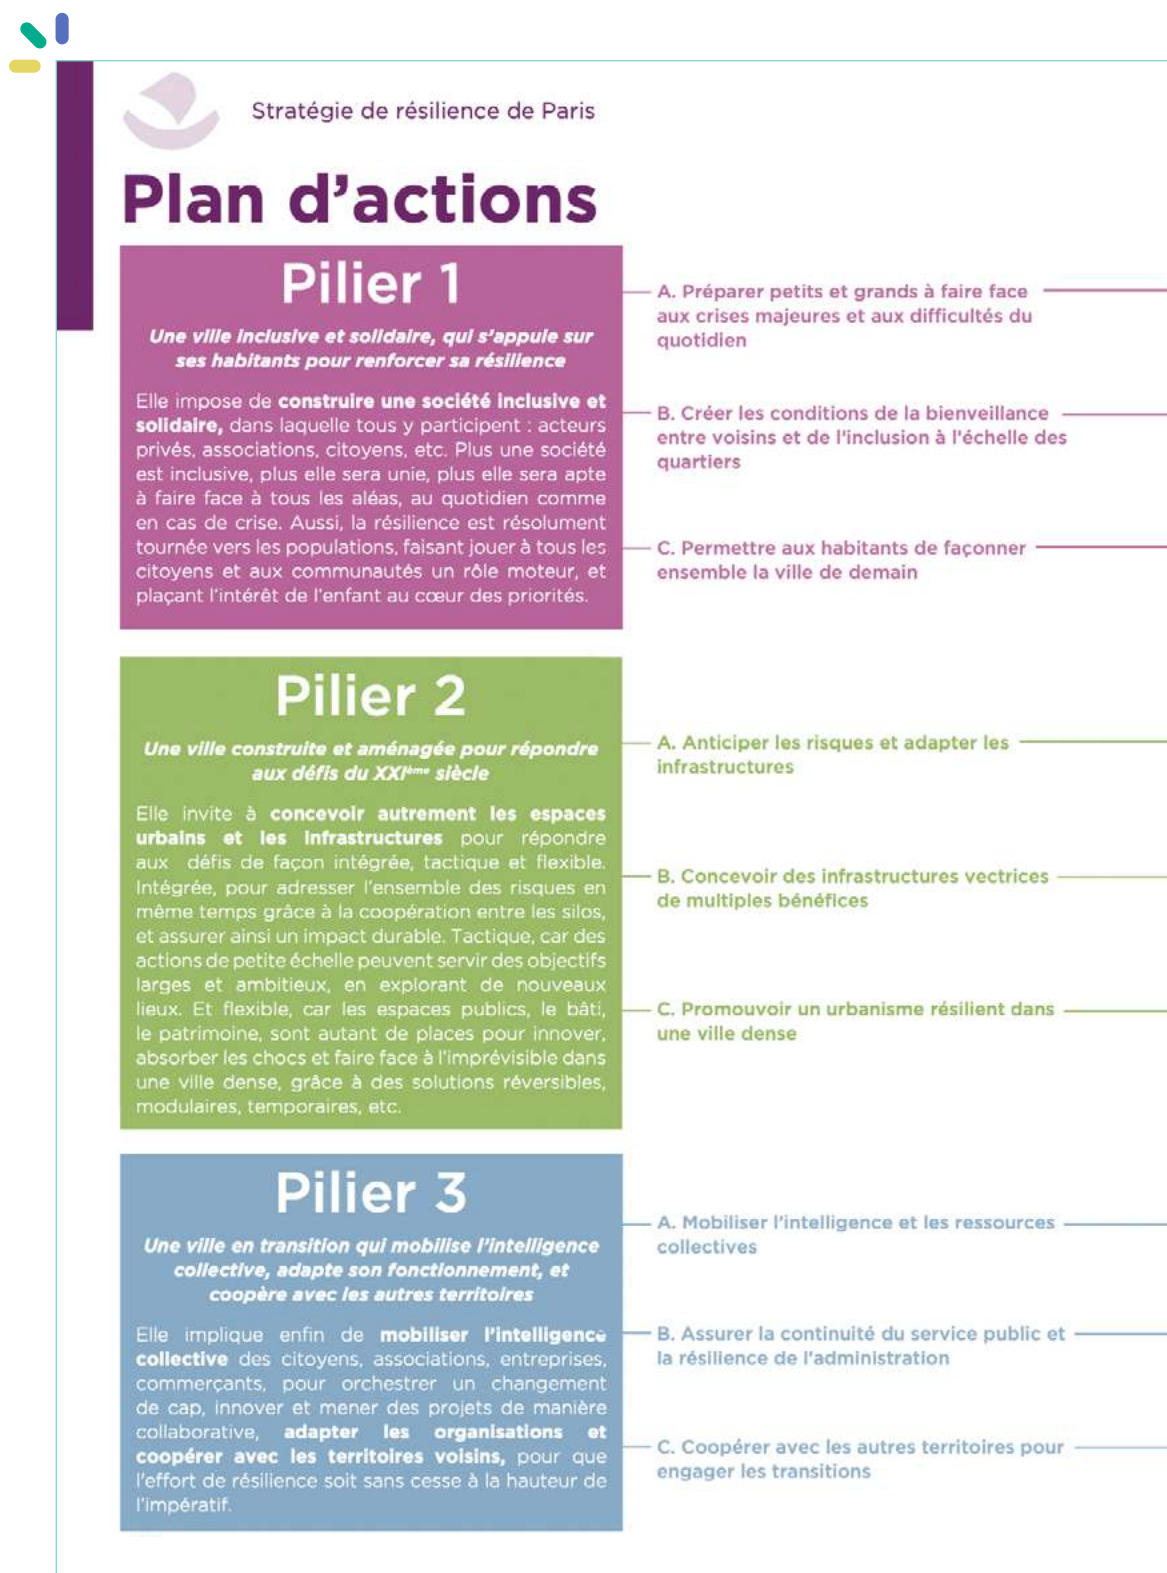 Stratégie de résilience de Paris
Plan d'actions
Pilier 1
Une ville inclusive et solidaire, qui s'appuie sur
ses habitants pour renforcer sa résilience
Elle impose de construire une société inclusive et
solidaire, dans laquelle tous y participent : acteurs
privés, associations, citoyens, etc. Plus une société
est inclusive, plus elle sera unie, plus elle sera apte
à faire face à tous les aléas, au quotidien comme
en cas de crise. Aussi, la résilience est résolument
tournée vers les populations, faisant jouer à tous les
citoyens et aux communautés un rôle moteur, et
plaçant l'intérêt de l'enfant au cœur des priorités.
A. Préparer petits et grands à faire face
aux crises majeures et aux difficultés du
quotidien
B. Créer les conditions de la bienveillance
entre voisins et de l'inclusion à l'échelle des
quartiers
C. Permettre aux habitants de façonner
ensemble la ville de demain
Pilier 2
Une ville construite et aménagée pour répondre
aux défis du XXIème siècle
Elle invite à concevoir autrement les espaces
urbains et les infrastructures pour répondre
aux défis de façon intégrée, tactique et flexible.
Intégrée, pour adresser l'ensemble des risques en
même temps grâce à la coopération entre les silos,
et assurer ainsi un impact durable. Tactique, car des
actions de petite échelle peuvent servir des objectifs
larges et ambitieux, en explorant de nouveaux
lieux. Et flexible, car les espaces publics, le bâti,
le patrimoine, sont autant de places pour innover,
absorber les chocs et faire face à l'imprévisible dans
une ville dense, grâce à des solutions réversibles,
modulaires, temporaires, etc.
A. Anticiper les risques et adapter les
infrastructures
B. Concevoir des infrastructures vectrices
de multiples bénéfices
C. Promouvoir un urbanisme résilient dans
une ville dense
Pilier 3
Une ville en transition qui mobilise l'intelligence
collective, adapte son fonctionnement, et
coopère avec les autres territoires
Elle implique enfin de mobiliser l'intelligence
collective des citoyens, associations, entreprises,
commerçants, pour orchestrer un changement
de cap, innover et mener des projets de manière
collaborative, adapter les organisations et
coopérer avec les territoires voisins, pour que
l'effort de résilience soit sans cesse à la hauteur de
l'impératif.
A. Mobiliser l'intelligence et les ressources
collectives
B. Assurer la continuité du service public et
la résilience de l'administration
C. Coopérer avec les autres territoires pour
engager les transitions